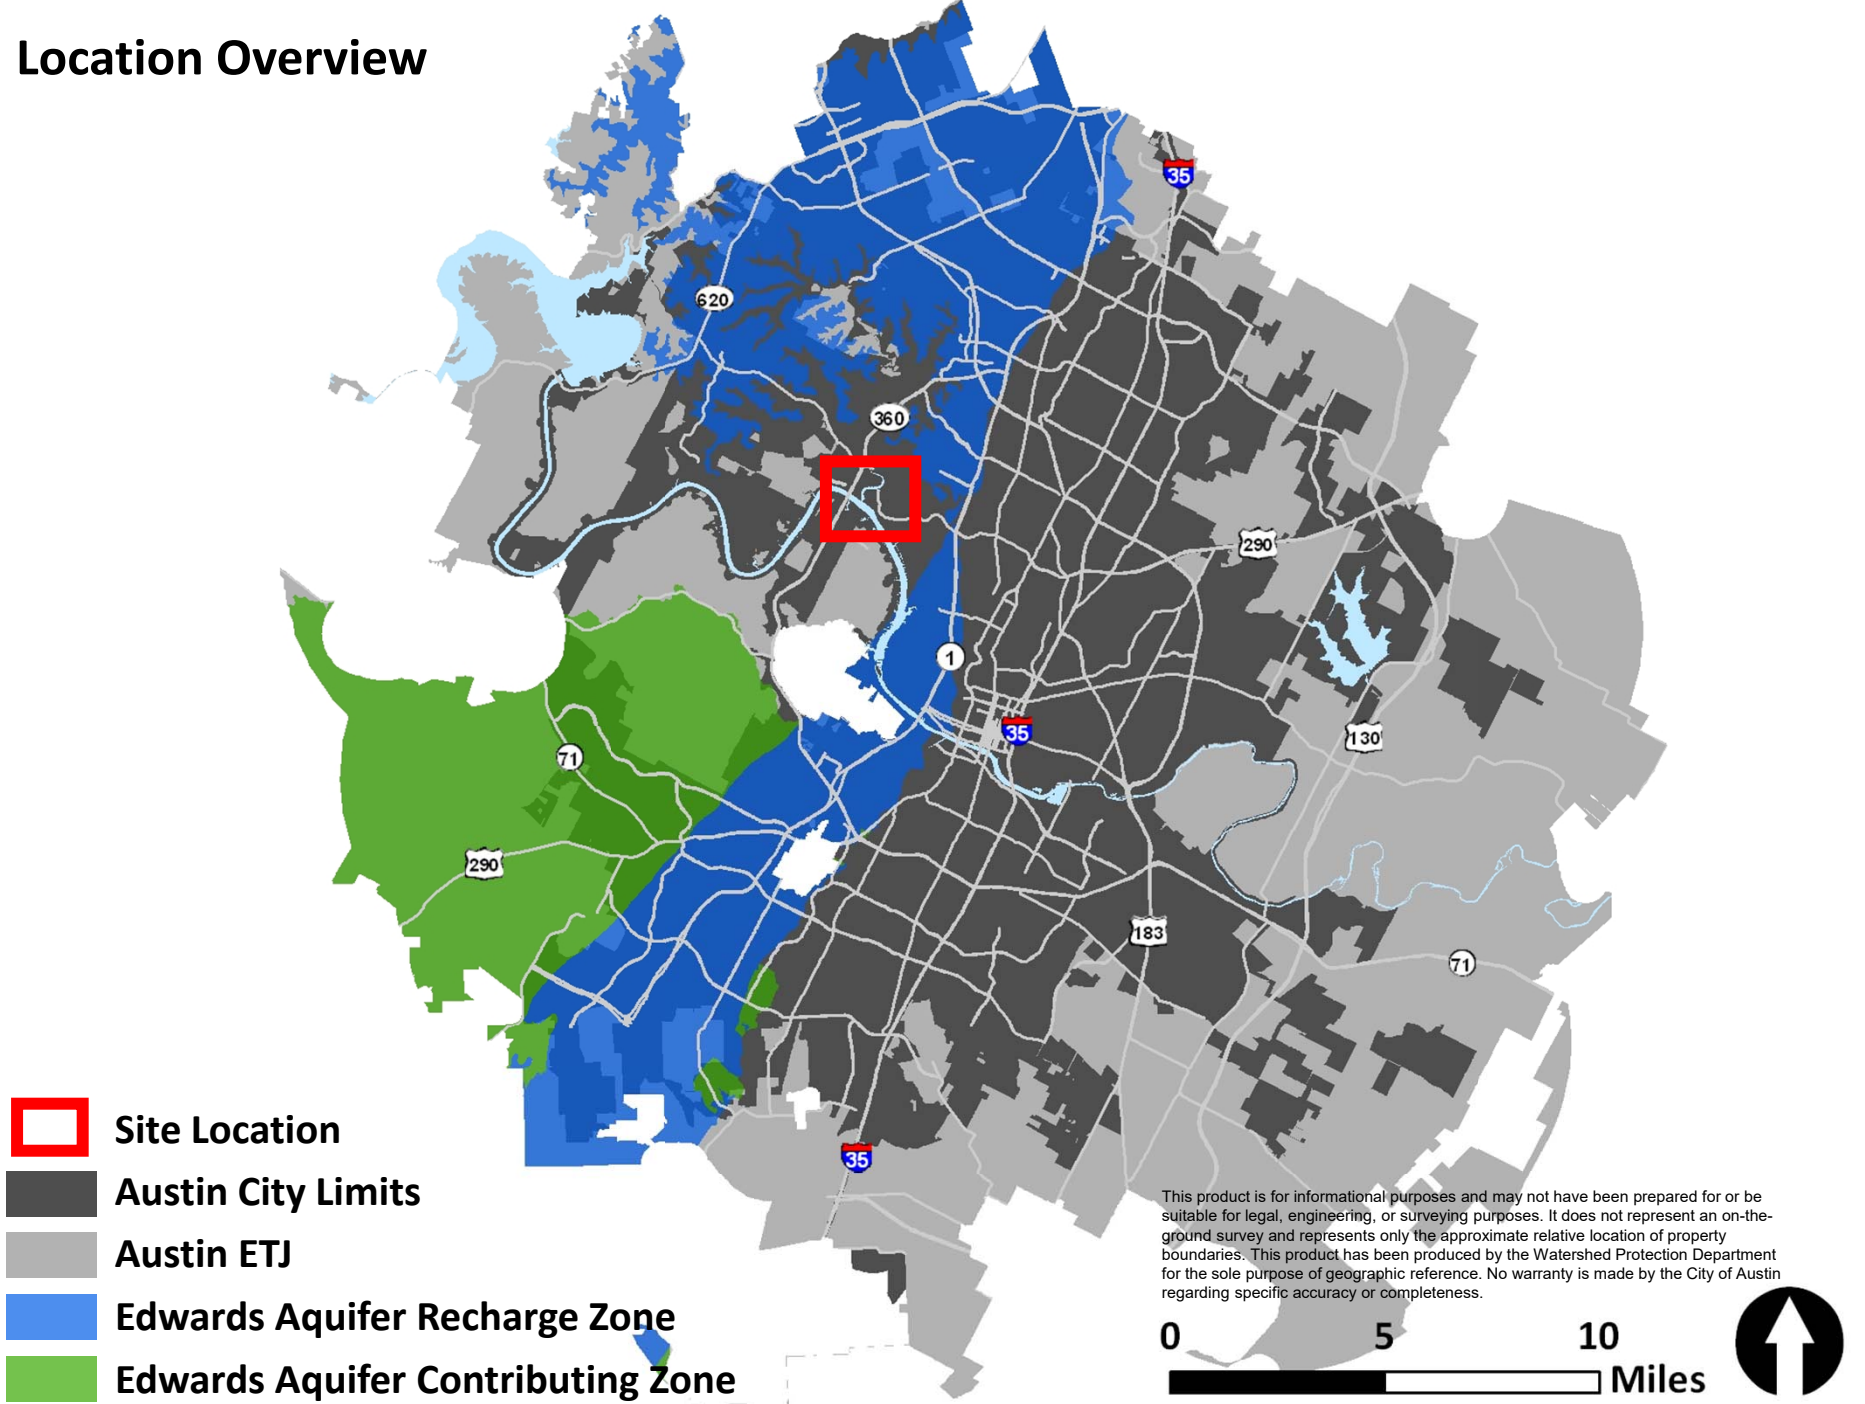 Location Overview
35
620
360
290
1
35
130
71
290
183
71
35
Site Location
Austin City Limits
Austin ETJ
Edwards Aquifer Recharge Zone
Edwards Aquifer Contributing Zone
This product is for informational purposes and may not have been prepared for or be
suitable for legal, engineering, or surveying purposes. It does not represent an on-the-
ground survey and represents only the approximate relative location of property
boundaries. This product has been produced by the Watershed Protection Department
for the sole purpose of geographic reference. No warranty is made by the City of Austin
regarding specific accuracy or completeness.
0 5 10
Miles